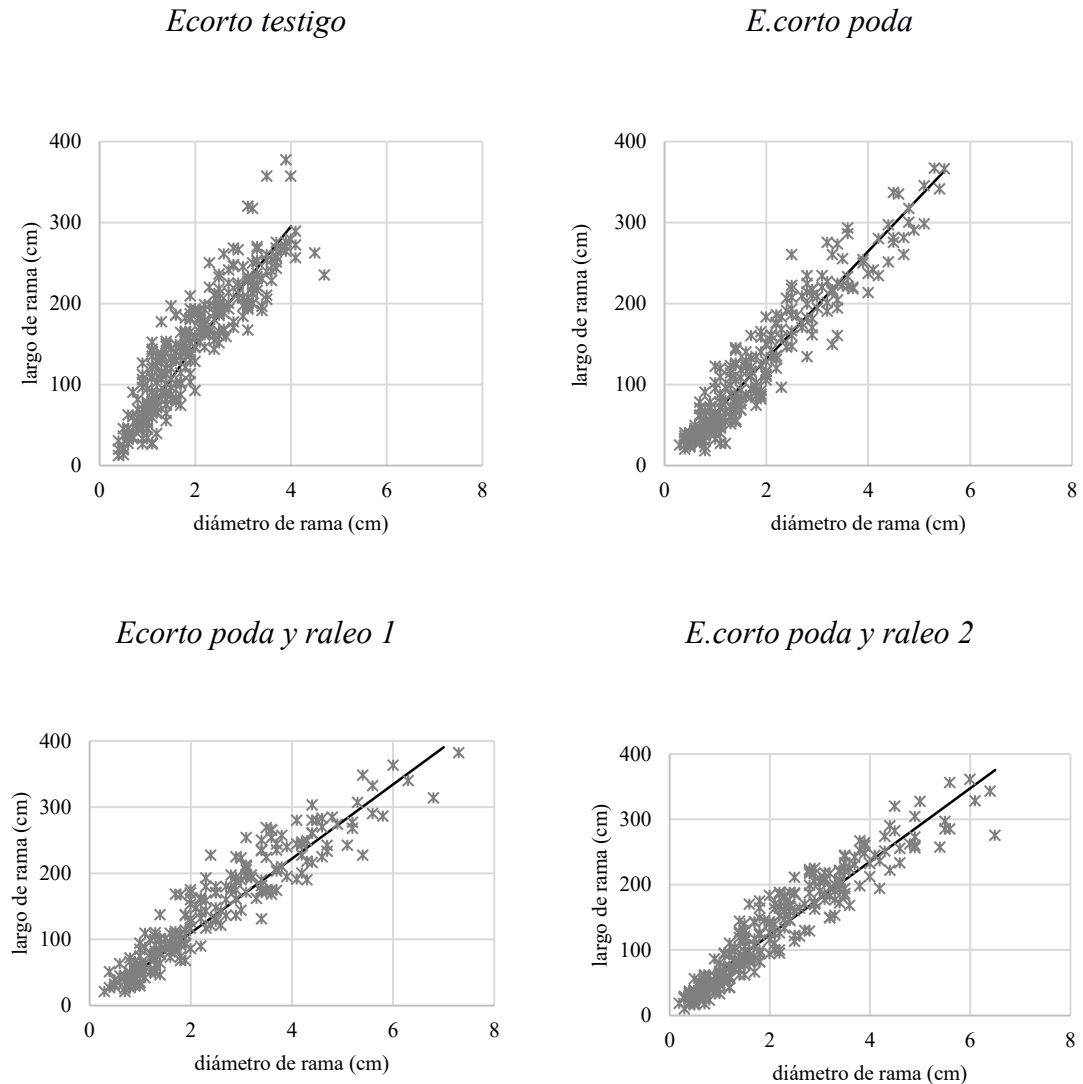 Ecorto testigo
E.corto poda
400
300
200
100
0
0 2 4 6 8
largo de rama (cm)
diámetro de rama (cm)
400
300
200
100
0
0 2 4 6 8
largo de rama (cm)
diámetro de rama (cm)
Ecorto poda y raleo 1
E.corto poda y raleo 2
400
300
200
100
0
0 2 4 6 8
largo de rama (cm)
diámetro de rama (cm)
400
300
200
100
0
0 2 4 6 8
largo de rama (cm)
diámetro de rama (cm)